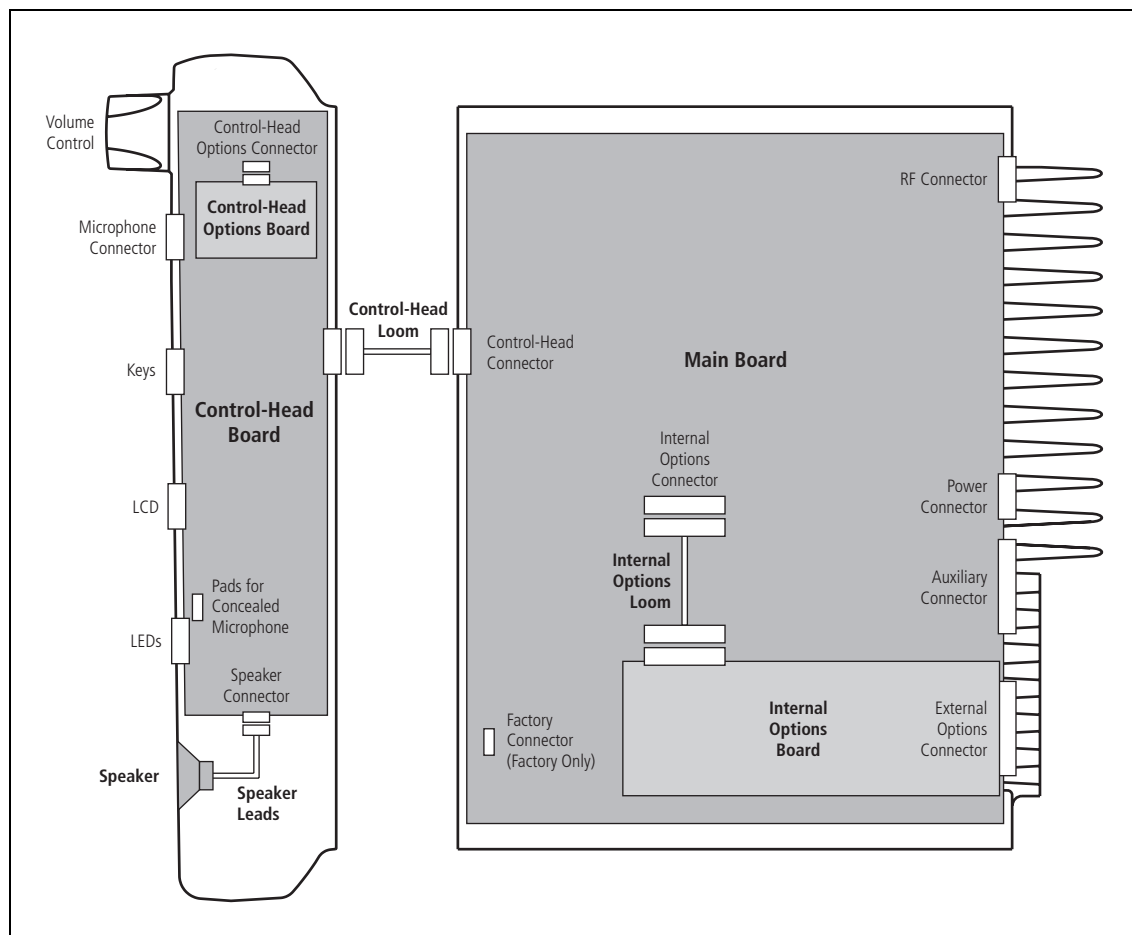 Volume
Control
Control-Head
Options Connector
Control-Head
Options Board
Microphone
Connector
Keys
Control-Head
Board
LCD
Pads for
Concealed
Microphone
LEDs
Speaker
Connector
Speaker
Speaker
Leads
Control-Head
Loom
Control-Head
Connector
Main Board
RF Connector
Internal
Options
Connector
Power
Connector
Internal
Options
Loom
Auxiliary
Connector
Factory
Connector
(Factory Only)
Internal
Options
Board
External
Options
Connector